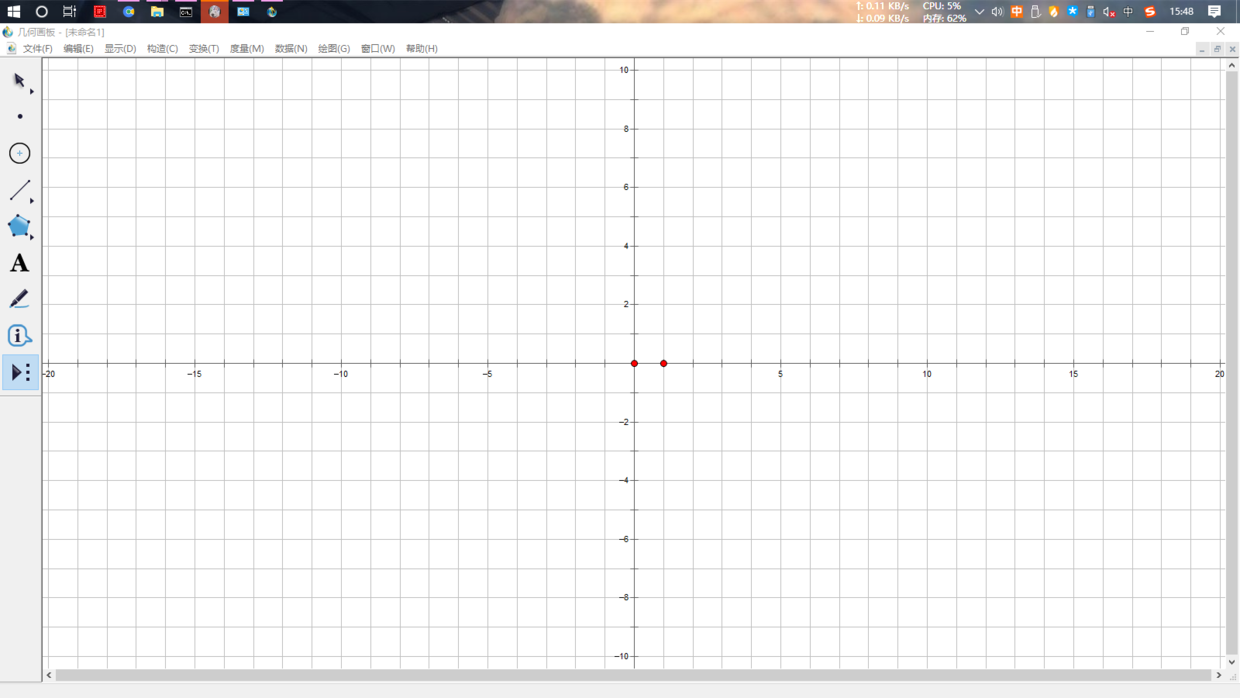 ↑: 0.11 KB/s CPU: 5%
↓: 0.09 KB/s 内存: 62%
中 中 15:48
几何画板 - [未命名1]
文件(F) 编辑(E) 显示(D) 构造(C) 变换(T) 度量(M) 数据(N) 绘图(G) 窗口(W) 帮助(H)
10
8
6
4
2
-20 -15 -10 -5 5 10 15 20
-2
-4
-6
-8
-10
A
i